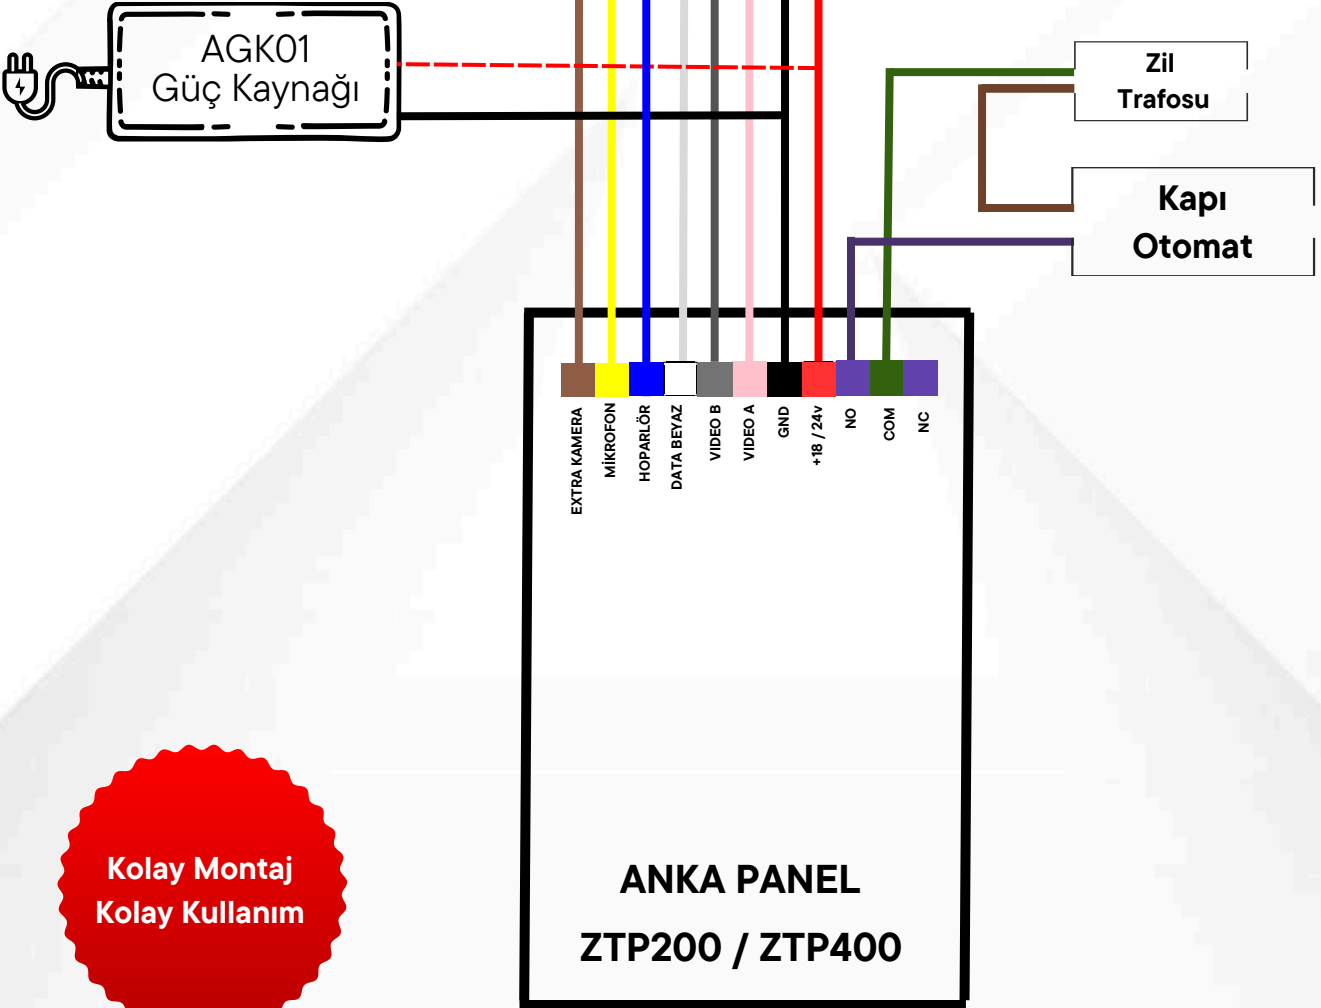 AGK01
Güç Kaynağı
Zil
Trafosu
Kapı
Otomat
EXTRA KAMERA
MİKROFON
HOPARLÖR
DATA BEYAZ
VIDEO B
VIDEO A
GND
+18 / 24v
NO
COM
NC
Kolay Montaj
Kolay Kullanım
ANKA PANEL
ZTP200 / ZTP400